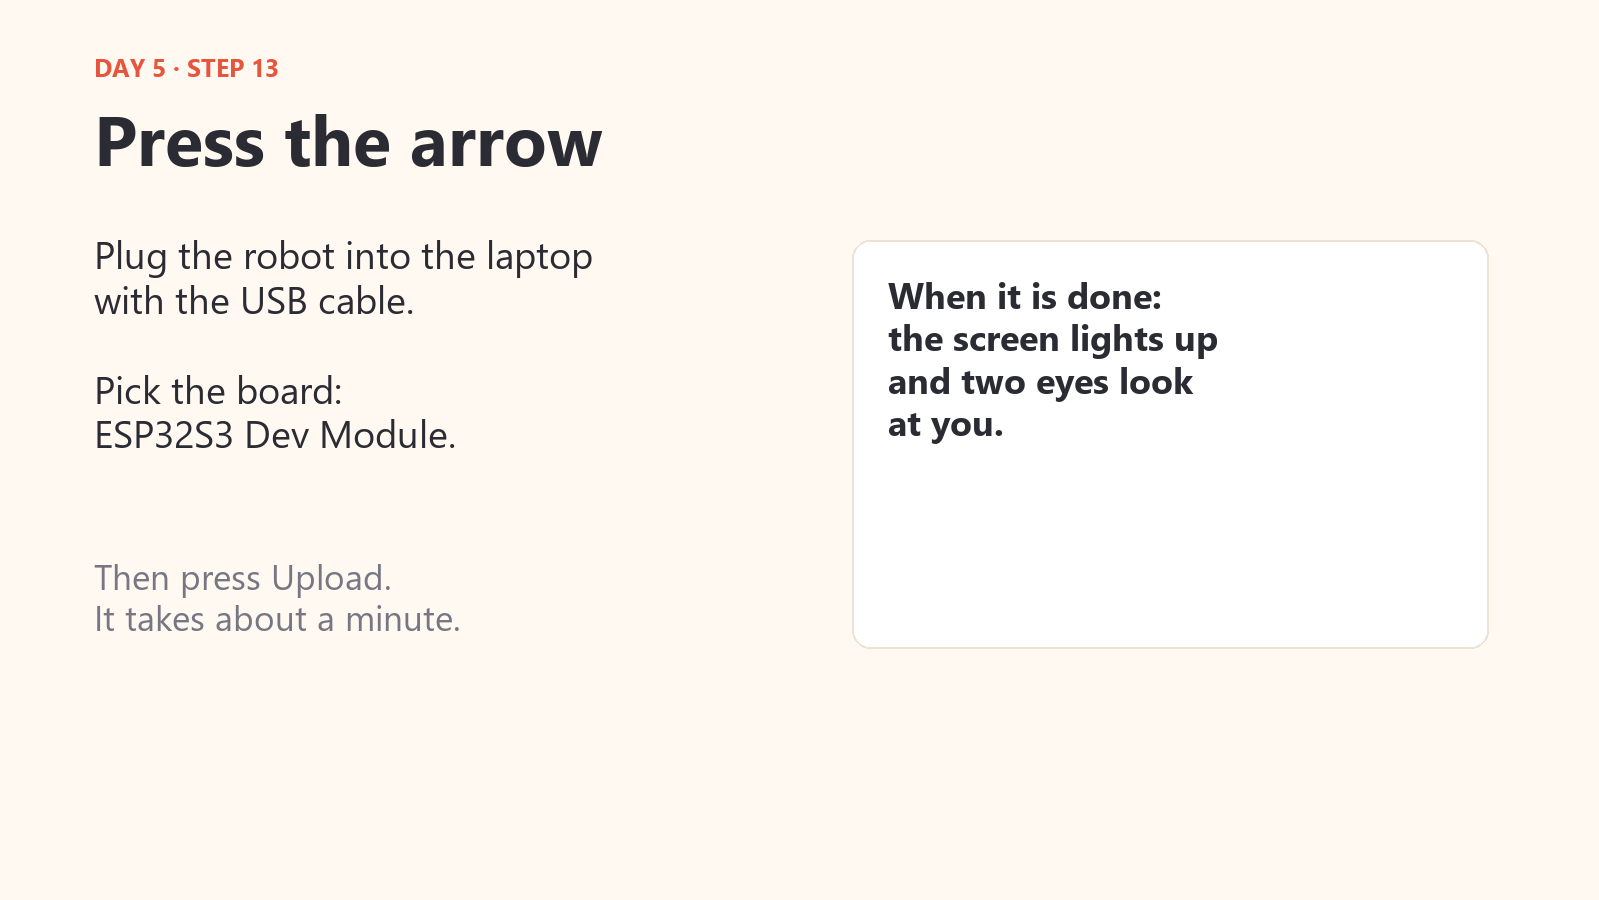 DAY 5 · STEP 13
Press the arrow
Plug the robot into the laptop
with the USB cable.
Pick the board:
ESP32S3 Dev Module.
Then press Upload.
It takes about a minute.
When it is done:
the screen lights up
and two eyes look
at you.